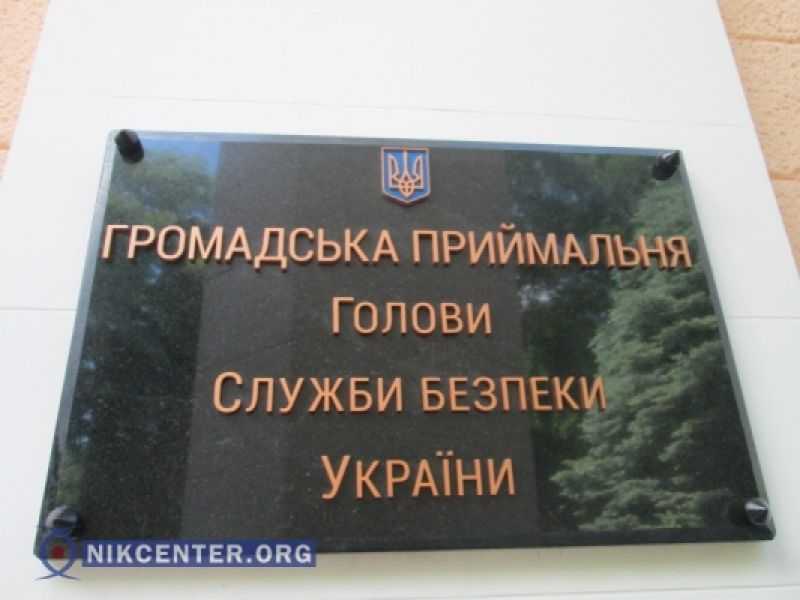 ГРОМАДСЬКА ПРИЙМАЛЬНЯ
ГОЛОВИ
СЛУЖБИ БЕЗПЕКИ
УКРАЇНИ
NIKCENTER.ORG